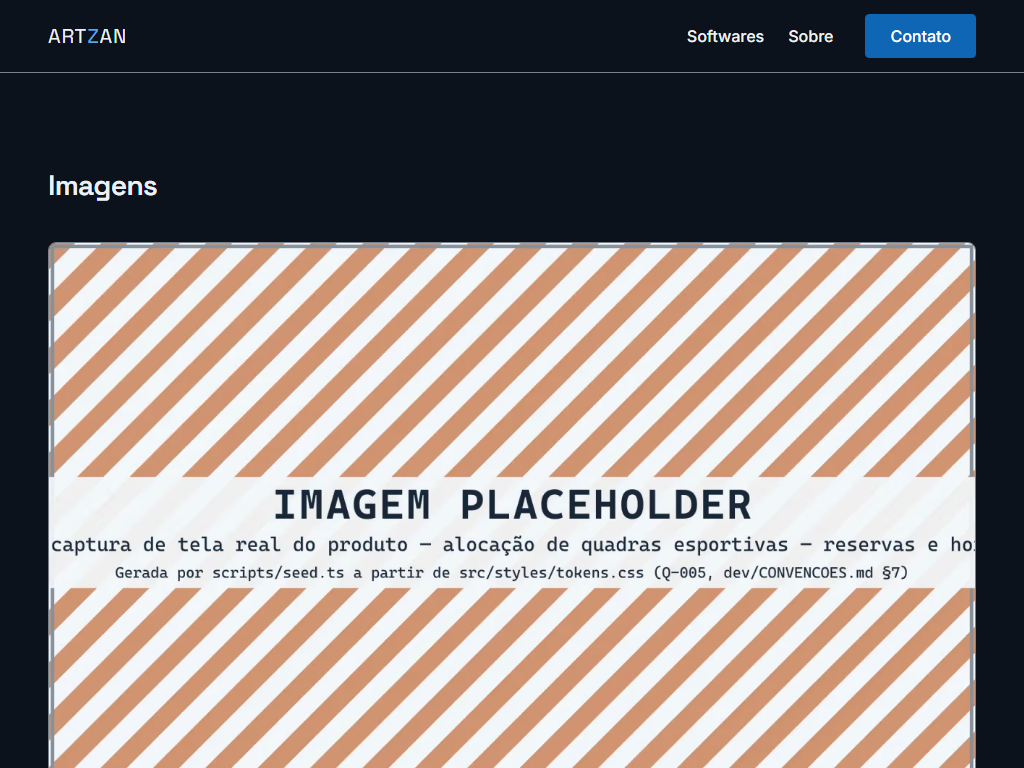 ARTZAN
Softwares Sobre Contato
Imagens
IMAGEM PLACEHOLDER
captura de tela real do produto — alocação de quadras esportivas — reservas e
Gerada por scripts/seed.ts a partir de src/styles/tokens.css (Q-005, dev/CONVENCOES.md §7)